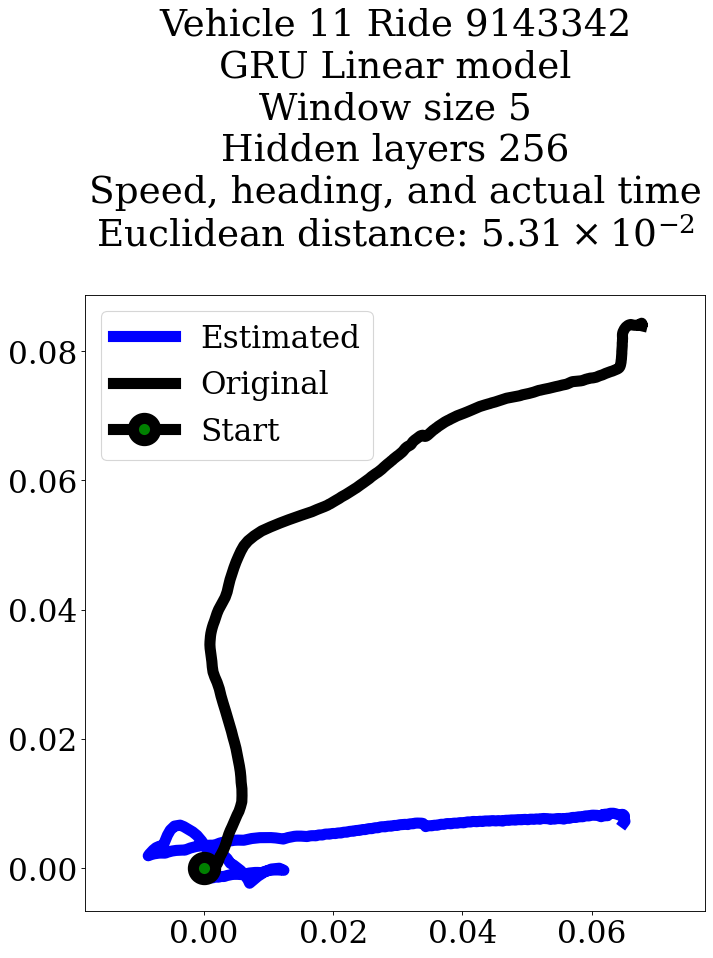 Vehicle 11 Ride 9143342
GRU Linear model
Window size 5
Hidden layers 256
Speed, heading, and actual time
Euclidean distance: 5.31 × 10⁻²
Estimated
Original
Start
0.08
0.06
0.04
0.02
0.00
0.00 0.02 0.04 0.06